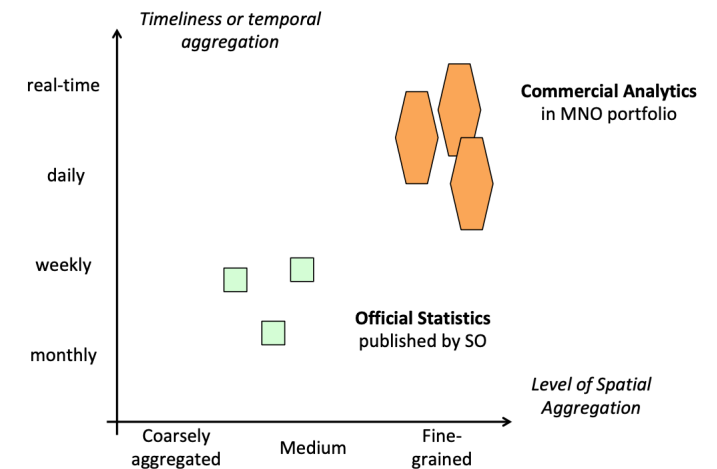 Timeliness or temporal
aggregation
real-time
Commercial Analytics
in MNO portfolio
daily
weekly
Official Statistics
published by SO
monthly
Level of Spatial
Aggregation
Coarsely
aggregated
Medium
Fine-
grained